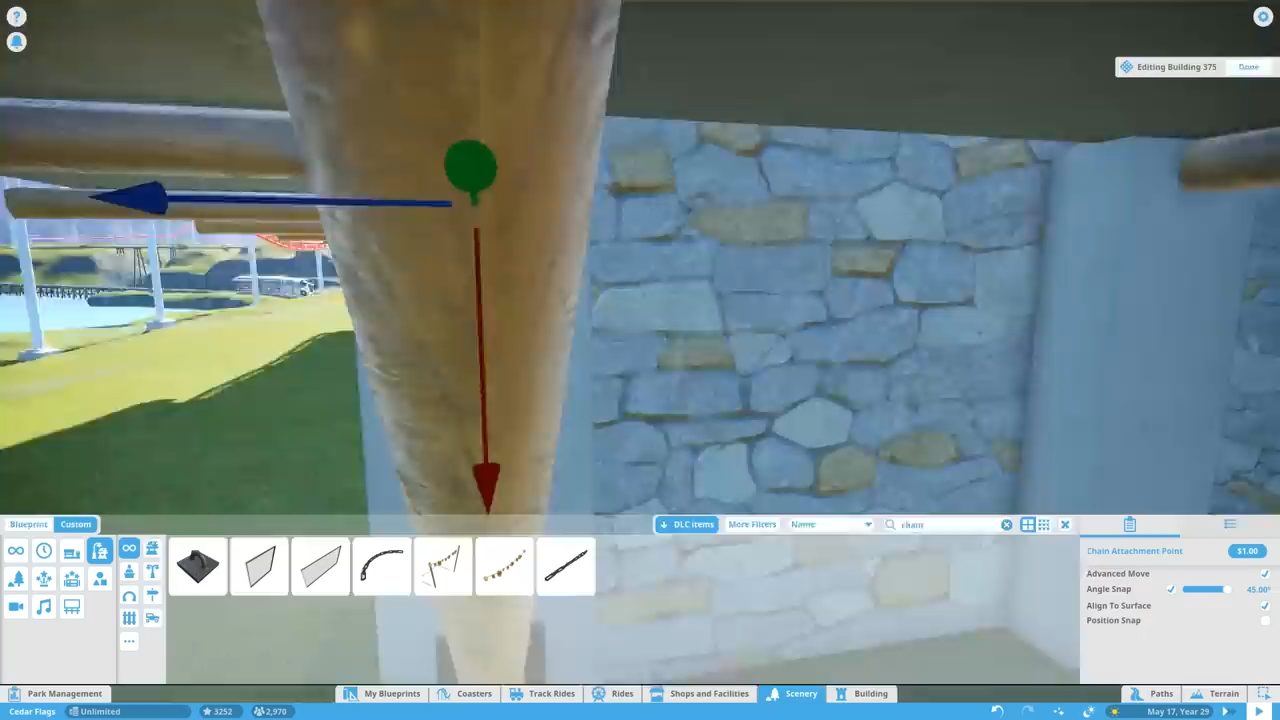 ?
Editing Building 375 Done
Blueprint Custom DLC items More Filters Name chain
Chain Attachment Point $1.00
Advanced Move
Angle Snap 45.00°
Align To Surface
Position Snap
Park Management My Blueprints Coasters Track Rides Rides Shops and Facilities Scenery Building Paths Terrain
Cedar Flags Unlimited 3252 2,970 May 17, Year 29